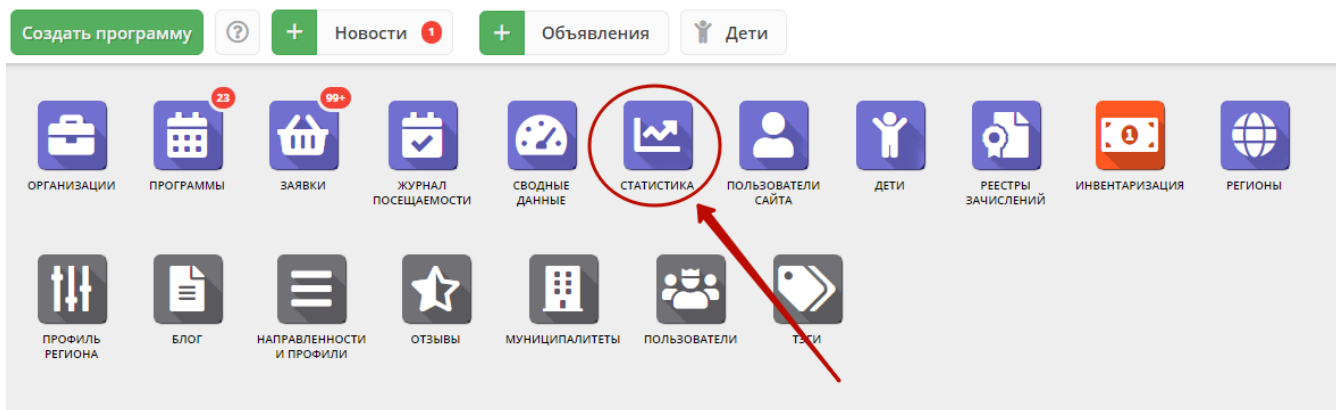 Создать программу ? + Новости 1 + Объявления Дети
23 99+
1
ОРГАНИЗАЦИИ ПРОГРАММЫ ЗАЯВКИ ЖУРНАЛ ПОСЕЩАЕМОСТИ СВОДНЫЕ ДАННЫЕ СТАТИСТИКА ПОЛЬЗОВАТЕЛИ САЙТА ДЕТИ РЕЕСТРЫ ЗАЧИСЛЕНИЙ ИНВЕНТАРИЗАЦИЯ РЕГИОНЫ
ПРОФИЛЬ РЕГИОНА БЛОГ НАПРАВЛЕННОСТИ И ПРОФИЛИ ОТЗЫВЫ МУНИЦИПАЛИТЕТЫ ПОЛЬЗОВАТЕЛИ ТЭГИ